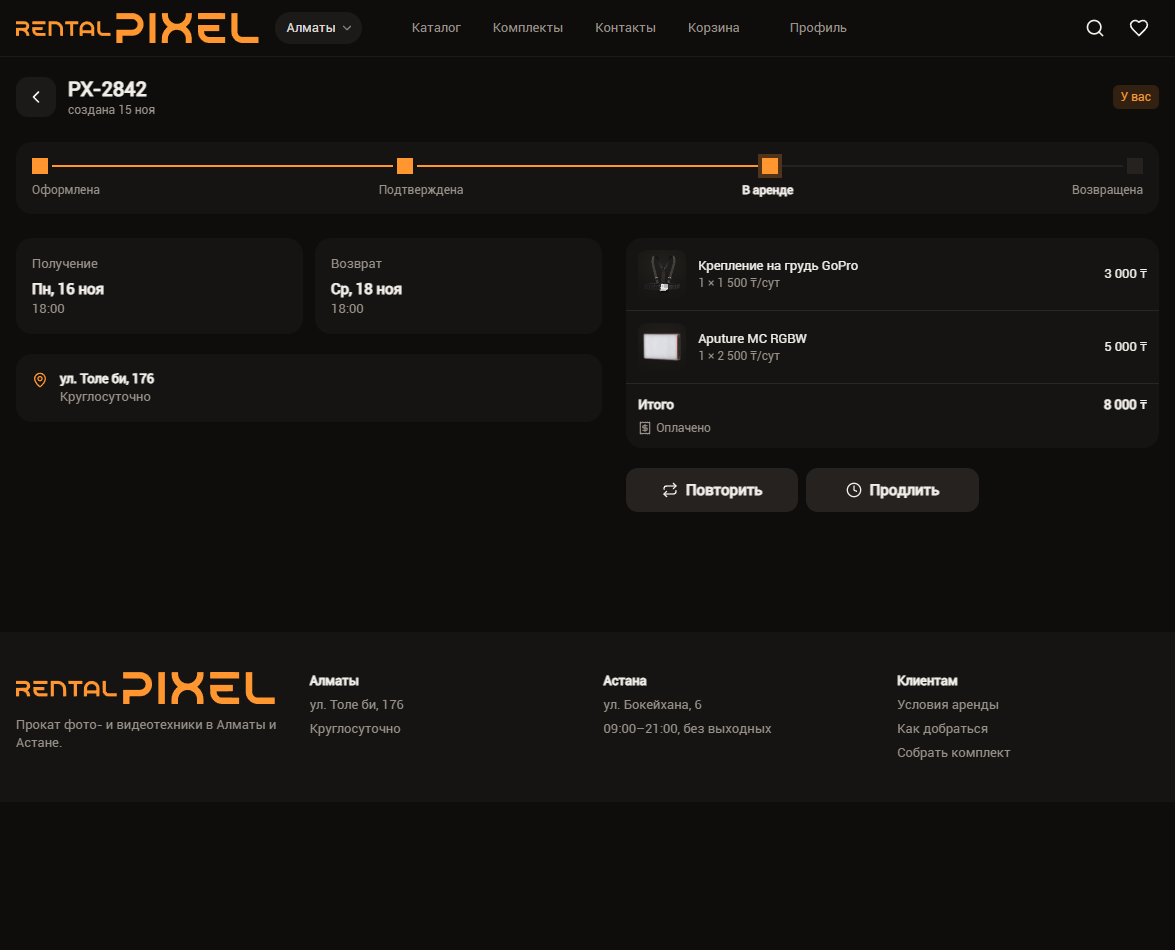 RENTAL PIXEL
Алматы
Каталог
Комплекты
Контакты
Корзина
Профиль
PX-2842
создана 15 ноя
У вас
Оформлена
Подтверждена
В аренде
Возвращена
Получение
Пн, 16 ноя
18:00
Возврат
Ср, 18 ноя
18:00
ул. Толе би, 176
Круглосуточно
Крепление на грудь GoPro
1 × 1 500 ₸/сут
3 000 ₸
Aputure MC RGBW
1 × 2 500 ₸/сут
5 000 ₸
Итого
8 000 ₸
Оплачено
Повторить
Продлить
RENTAL PIXEL
Прокат фото- и видеотехники в Алматы и
Астане.
Алматы
ул. Толе би, 176
Круглосуточно
Астана
ул. Бокейхана, 6
09:00–21:00, без выходных
Клиентам
Условия аренды
Как добраться
Собрать комплект